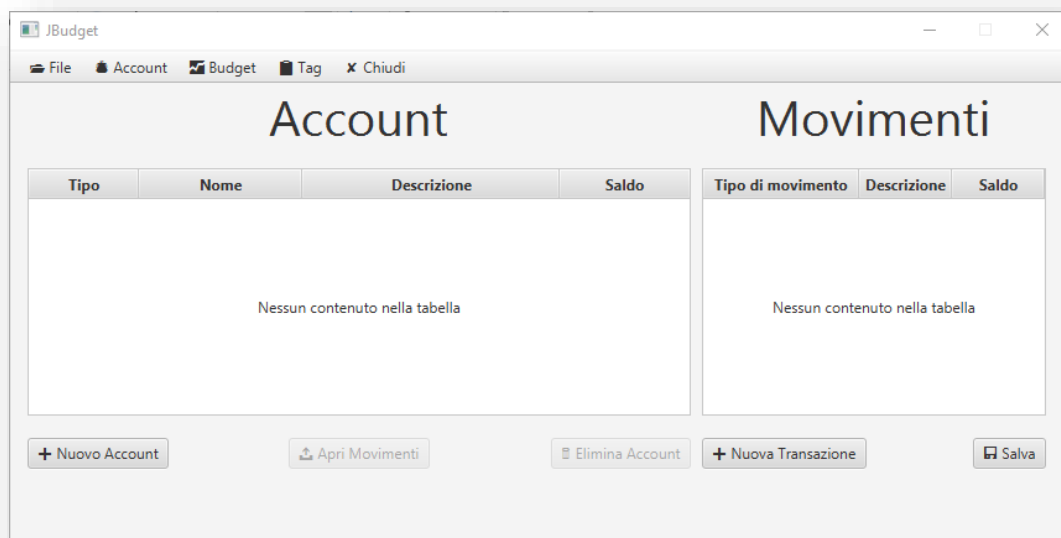 JBudget
File Account Budget Tag Chiudi
Account
Movimenti
Tipo Nome Descrizione Saldo
Tipo di movimento Descrizione Saldo
Nessun contenuto nella tabella
Nessun contenuto nella tabella
Nuovo Account Apri Movimenti Elimina Account
Nuova Transazione Salva